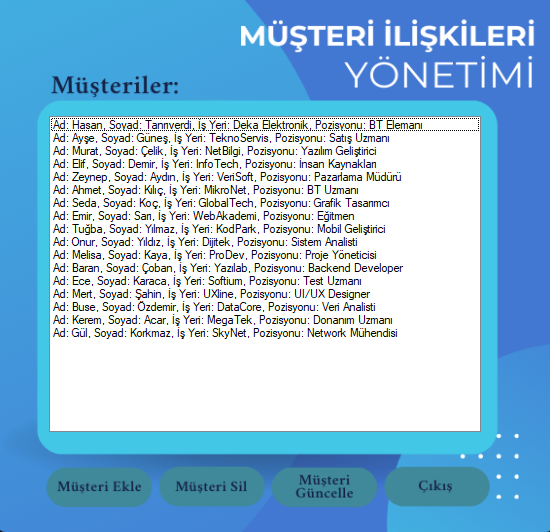 MÜŞTERİ İLİŞKİLERİ
YÖNETİMİ
Müşteriler:
Ad: Hasan, Soyad: Tanrıverdi, İş Yeri: Deka Elektronik, Pozisyonu: BT Elemanı
Ad: Ayşe, Soyad: Güneş, İş Yeri: TeknoServis, Pozisyonu: Satış Uzmanı
Ad: Murat, Soyad: Çelik, İş Yeri: NetBilgi, Pozisyonu: Yazılım Geliştirici
Ad: Elif, Soyad: Demir, İş Yeri: InfoTech, Pozisyonu: İnsan Kaynakları
Ad: Zeynep, Soyad: Aydın, İş Yeri: VeriSoft, Pozisyonu: Pazarlama Müdürü
Ad: Ahmet, Soyad: Kılıç, İş Yeri: MikroNet, Pozisyonu: BT Uzmanı
Ad: Seda, Soyad: Koç, İş Yeri: GlobalTech, Pozisyonu: Grafik Tasarımcı
Ad: Emir, Soyad: Sarı, İş Yeri: WebAkademi, Pozisyonu: Eğitmen
Ad: Tuğba, Soyad: Yılmaz, İş Yeri: KodPark, Pozisyonu: Mobil Geliştirici
Ad: Onur, Soyad: Yıldız, İş Yeri: Dijitek, Pozisyonu: Sistem Analisti
Ad: Melisa, Soyad: Kaya, İş Yeri: ProDev, Pozisyonu: Proje Yöneticisi
Ad: Baran, Soyad: Çoban, İş Yeri: Yazılab, Pozisyonu: Backend Developer
Ad: Ece, Soyad: Karaca, İş Yeri: Softium, Pozisyonu: Test Uzmanı
Ad: Mert, Soyad: Şahin, İş Yeri: UXline, Pozisyonu: UI/UX Designer
Ad: Buse, Soyad: Özdemir, İş Yeri: DataCore, Pozisyonu: Veri Analisti
Ad: Kerem, Soyad: Acar, İş Yeri: MegaTek, Pozisyonu: Donanım Uzmanı
Ad: Gül, Soyad: Korkmaz, İş Yeri: SkyNet, Pozisyonu: Network Mühendisi
Müşteri Ekle
Müşteri Sil
Müşteri
Güncelle
Çıkış